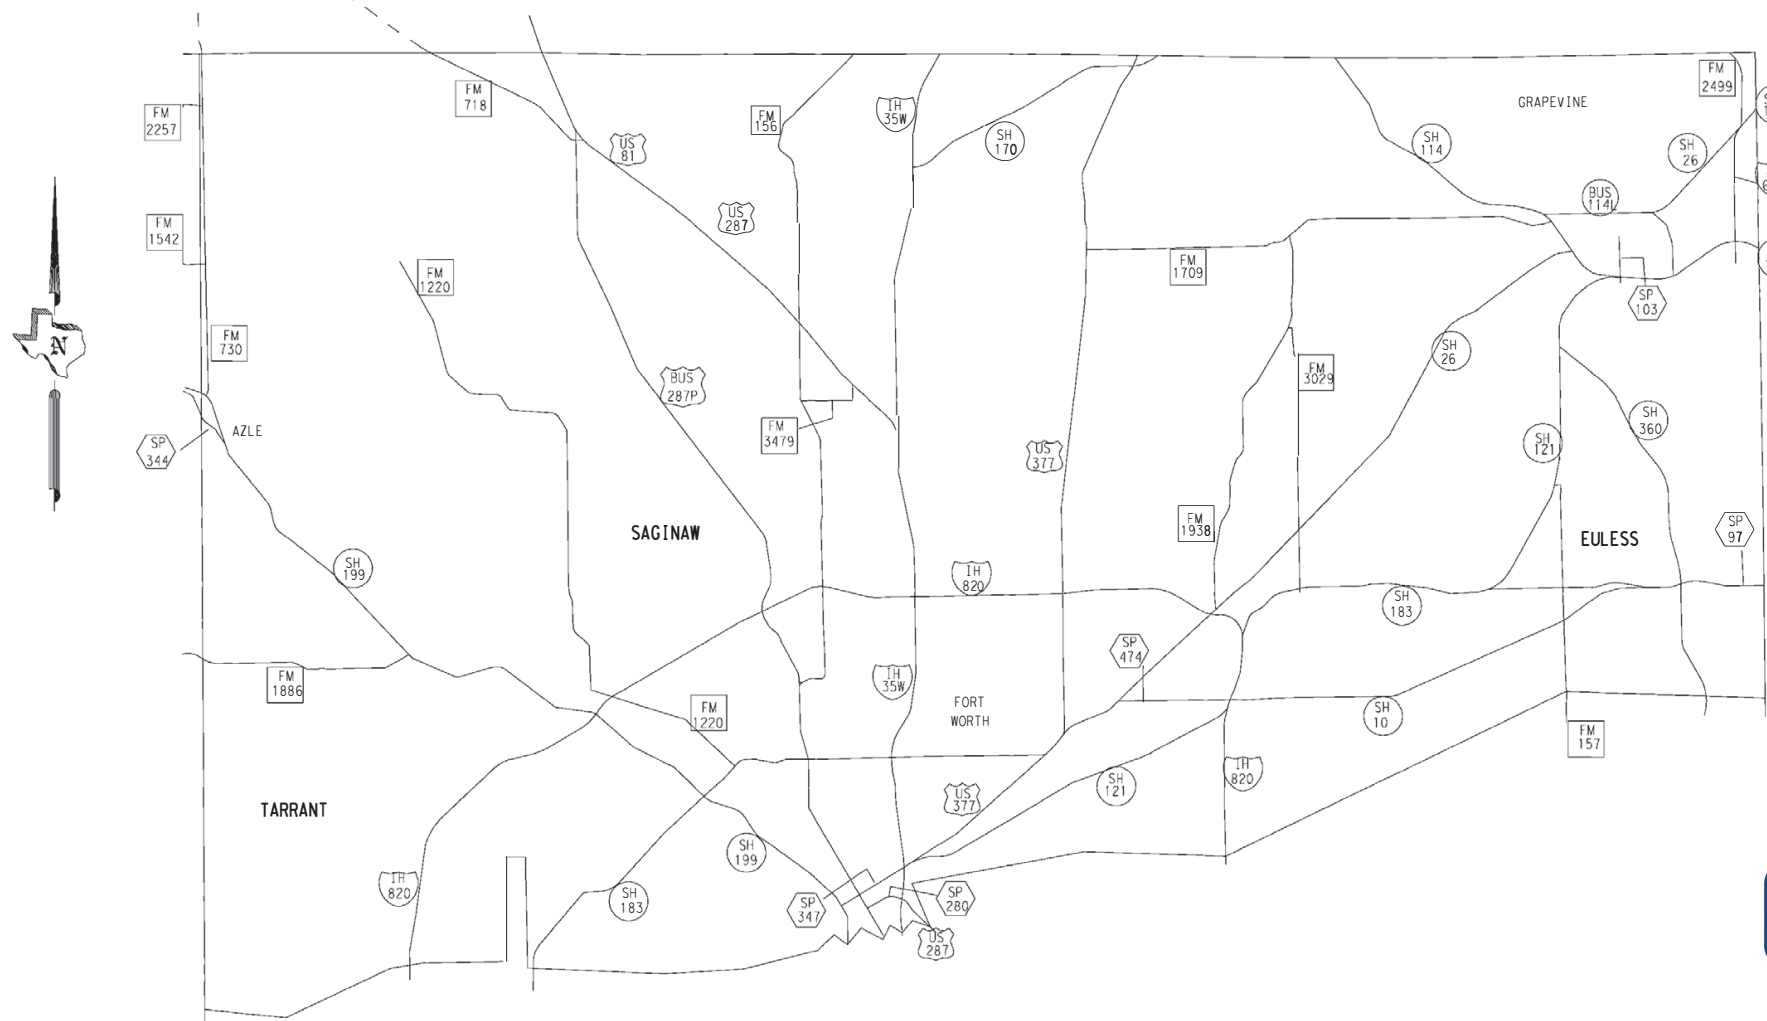 FM
718
FM
2257
FM
156
IH
35W
SH
170
FM
2499
GRAPEVINE
SH
114
SH
26
US
81
BUS
114L
US
287
FM
1542
FM
1220
FM
1709
SP
103
FM
730
SH
26
BUS
287P
FM
3029
SH
360
AZLE
SP
344
FM
3479
US
377
SH
121
FM
1938
SP
97
SAGINAW
EULESS
SH
199
IH
820
SH
183
SP
474
FM
1886
IH
35W
FM
1220
FORT
WORTH
SH
10
FM
157
TARRANT
US
377
SH
121
IH
820
SH
199
IH
820
SH
183
SP
347
SP
280
US
287
N